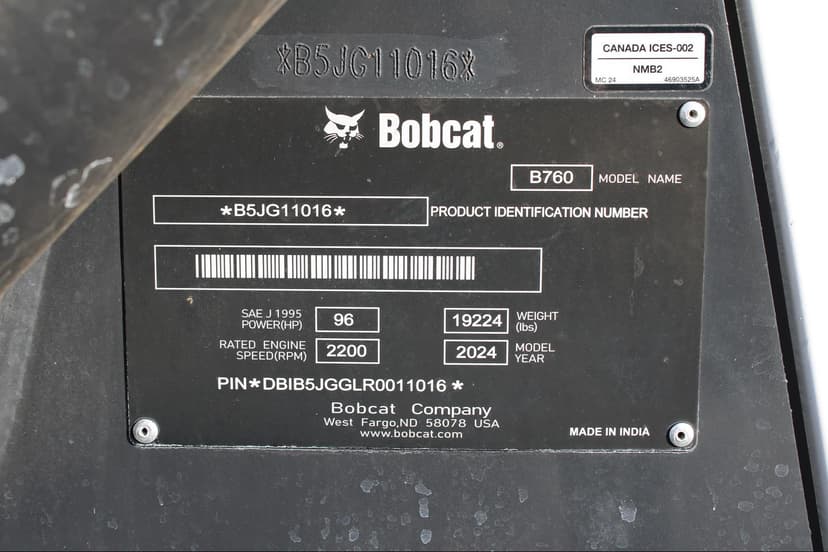 *B5JG11016*
CANADA ICES-002
NMB2
MC 24 46903525A
Bobcat®
B760 MODEL NAME
*B5JG11016* PRODUCT IDENTIFICATION NUMBER
SAE J 1995
POWER(HP) 96
WEIGHT
(lbs) 19224
RATED ENGINE
SPEED(RPM) 2200
MODEL
YEAR 2024
PIN*DBIB5JGGLR0011016*
Bobcat Company
West Fargo,ND 58078 USA
www.bobcat.com
MADE IN INDIA